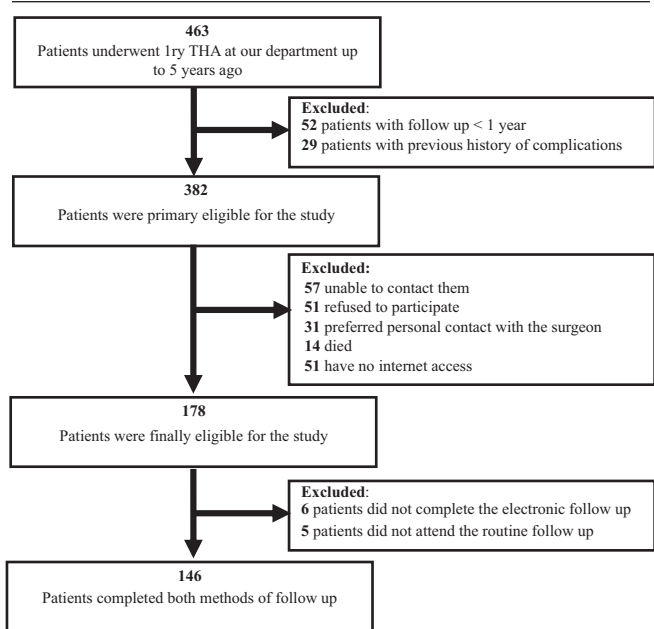 463
Patients underwent 1ry THA at our department up
to 5 years ago
Excluded:
52 patients with follow up < 1 year
29 patients with previous history of complications
382
Patients were primary eligible for the study
Excluded:
57 unable to contact them
51 refused to participate
31 preferred personal contact with the surgeon
14 died
51 have no internet access
178
Patients were finally eligible for the study
Excluded:
6 patients did not complete the electronic follow up
5 patients did not attend the routine follow up
146
Patients completed both methods of follow up